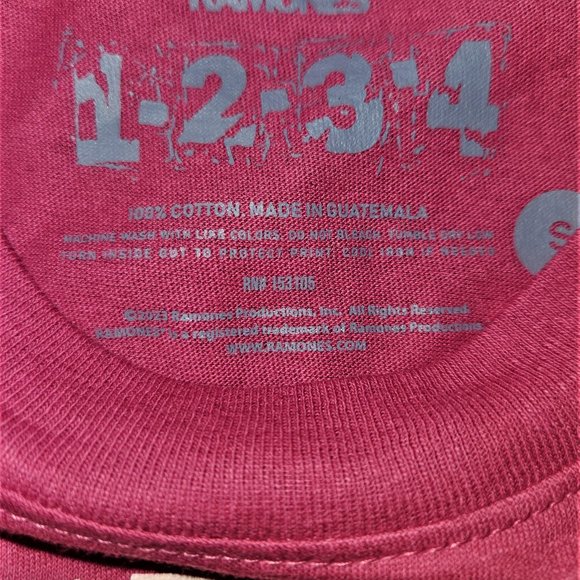 RAMONES
1·2·3·4
100% COTTON. MADE IN GUATEMALA
MACHINE WASH WITH LIKE COLORS. DO NOT BLEACH. TUMBLE DRY LOW
TURN INSIDE OUT TO PROTECT PRINT. COOL IRON IF NEEDED
S
RN# 153105
©2023 Ramones Productions, Inc. All Rights Reserved.
RAMONES™'s a registered trademark of Ramones Productions
WWW.RAMONES.COM